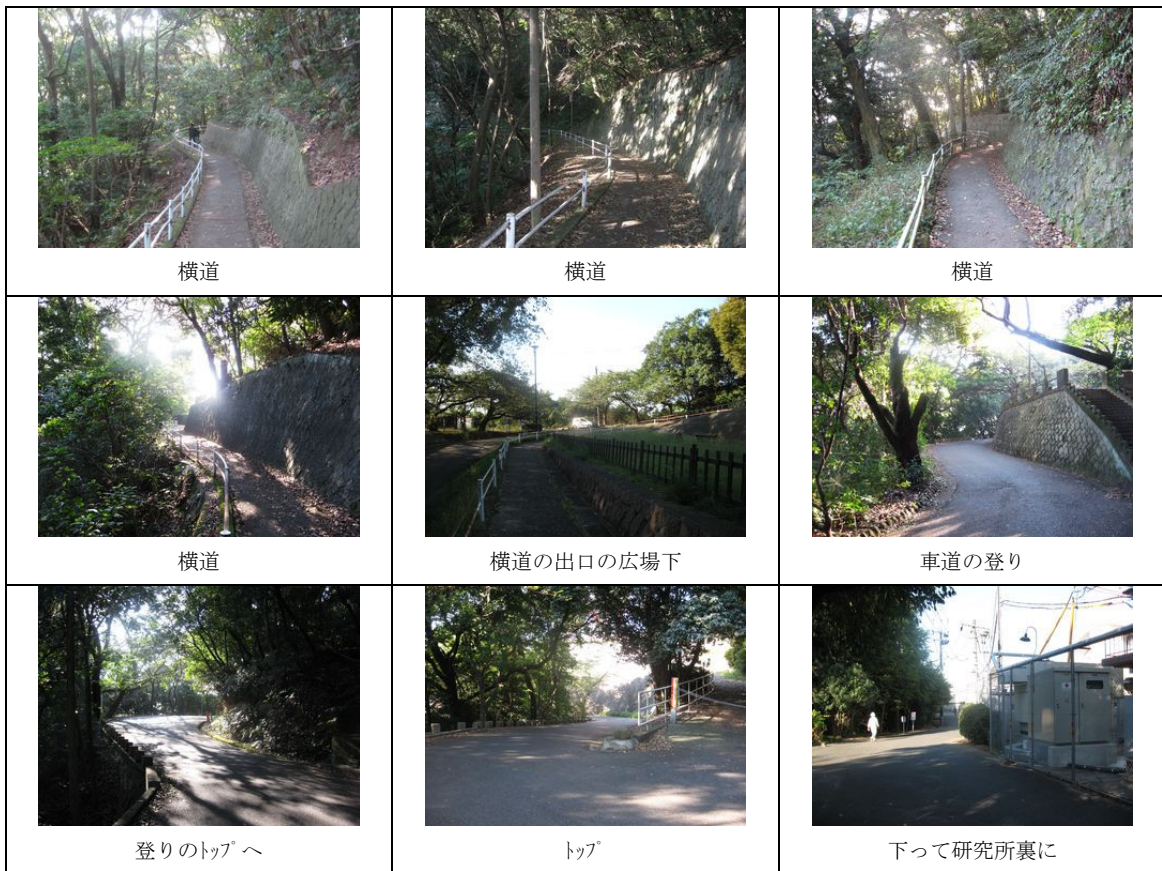 横道
横道
横道
横道
横道の出口の広場下
車道の登り
登りのﾄｯﾌﾟへ
ﾄｯﾌﾟ
下って研究所裏に